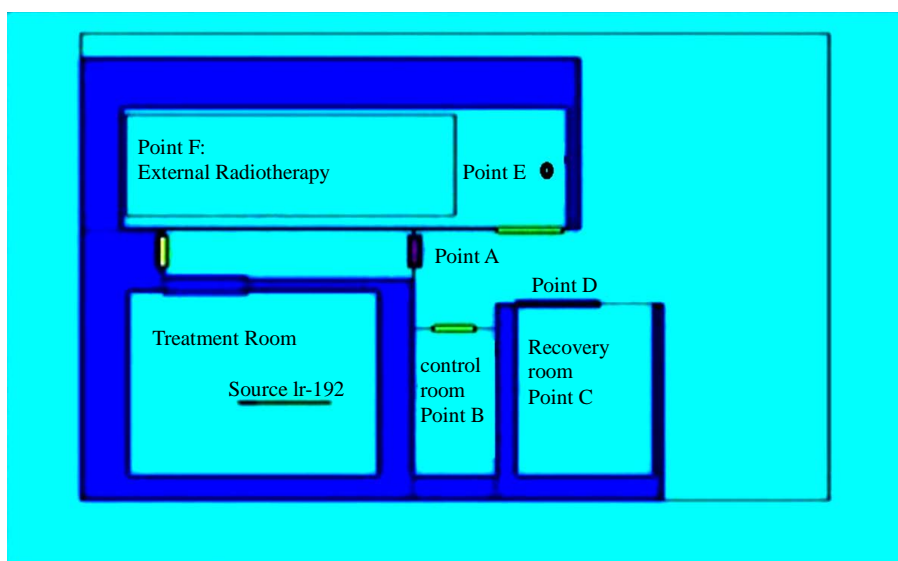 Point F:
External Radiotherapy
Point E
Point A
Point D
Treatment Room
Source lr-192
control
room
Point B
Recovery
room
Point C